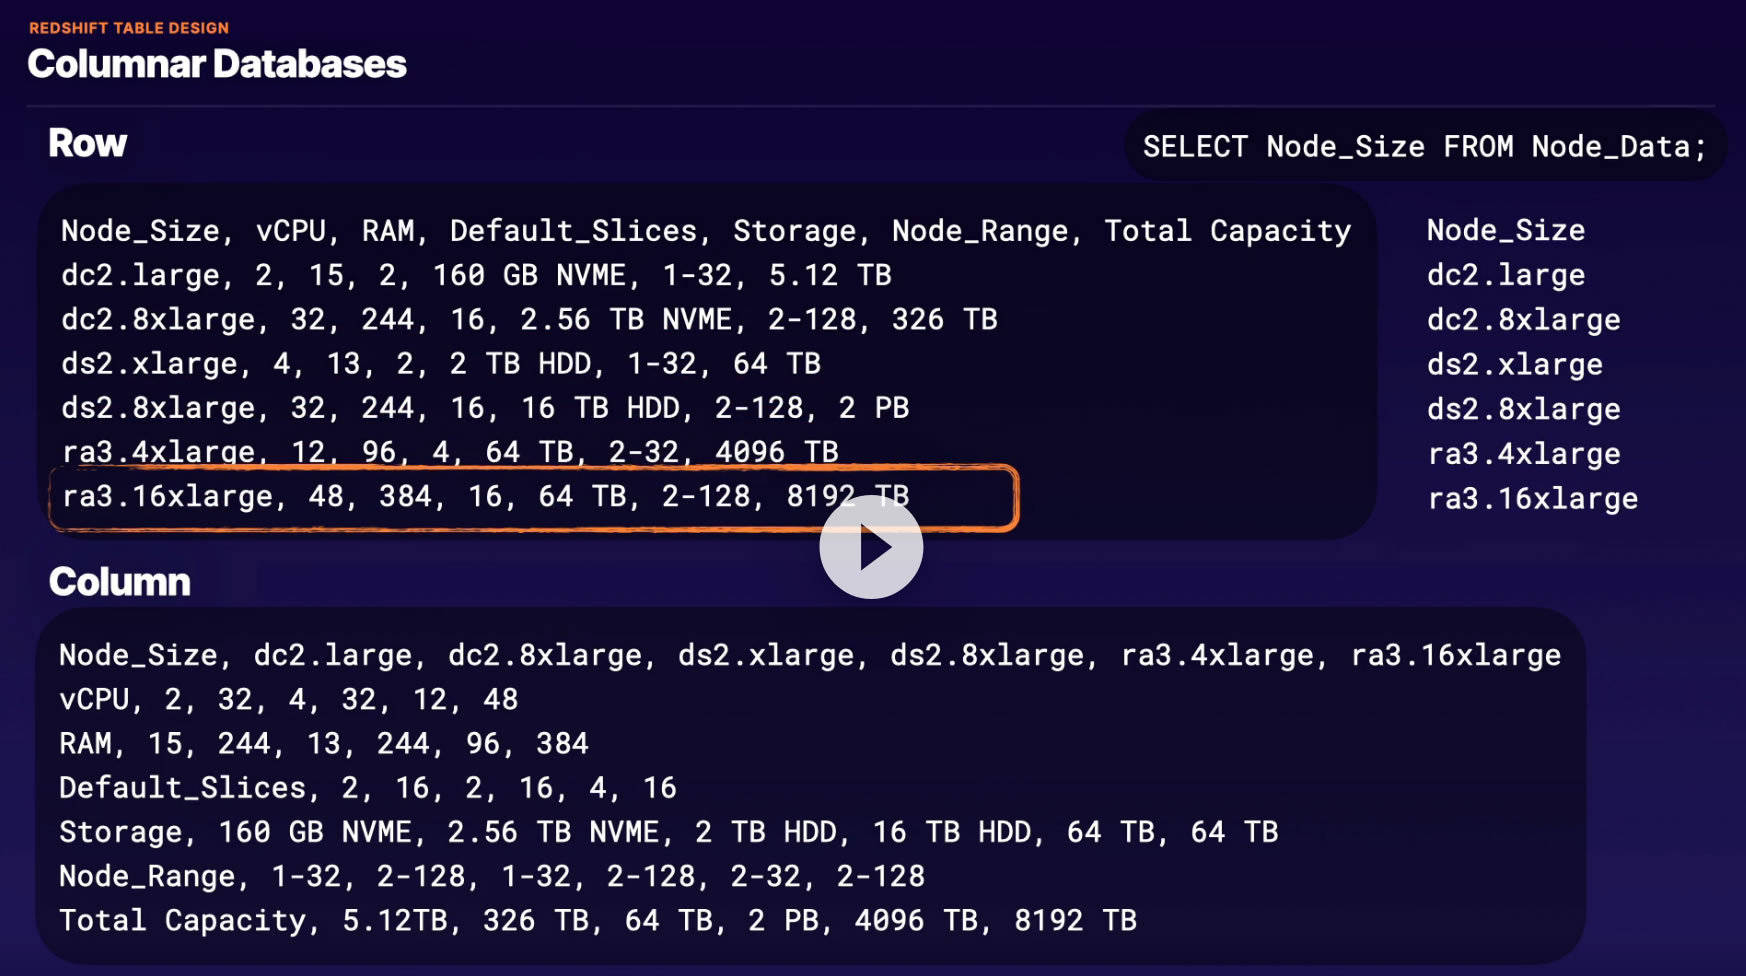 REDSHIFT TABLE DESIGN
Columnar Databases
Row
SELECT Node_Size FROM Node_Data;
Node_Size, vCPU, RAM, Default_Slices, Storage, Node_Range, Total Capacity
dc2.large, 2, 15, 2, 160 GB NVME, 1-32, 5.12 TB
dc2.8xlarge, 32, 244, 16, 2.56 TB NVME, 2-128, 326 TB
ds2.xlarge, 4, 13, 2, 2 TB HDD, 1-32, 64 TB
ds2.8xlarge, 32, 244, 16, 16 TB HDD, 2-128, 2 PB
ra3.4xlarge, 12, 96, 4, 64 TB, 2-32, 4096 TB
ra3.16xlarge, 48, 384, 16, 64 TB, 2-128, 8192 TB
Node_Size
dc2.large
dc2.8xlarge
ds2.xlarge
ds2.8xlarge
ra3.4xlarge
ra3.16xlarge
Column
Node_Size, dc2.large, dc2.8xlarge, ds2.xlarge, ds2.8xlarge, ra3.4xlarge, ra3.16xlarge
vCPU, 2, 32, 4, 32, 12, 48
RAM, 15, 244, 13, 244, 96, 384
Default_Slices, 2, 16, 2, 16, 4, 16
Storage, 160 GB NVME, 2.56 TB NVME, 2 TB HDD, 16 TB HDD, 64 TB, 64 TB
Node_Range, 1-32, 2-128, 1-32, 2-128, 2-32, 2-128
Total Capacity, 5.12TB, 326 TB, 64 TB, 2 PB, 4096 TB, 8192 TB